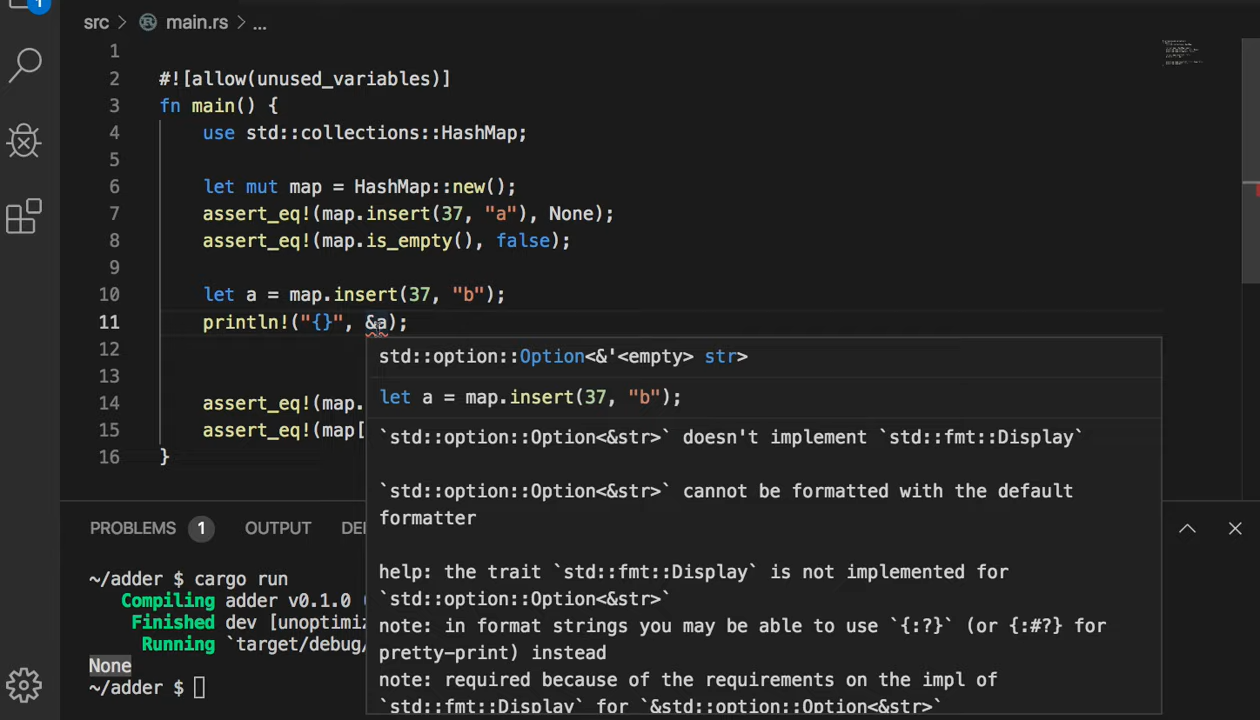 1
src > main.rs > ...
1
2 #![allow(unused_variables)]
3 fn main() {
4 use std::collections::HashMap;
5
6 let mut map = HashMap::new();
7 assert_eq!(map.insert(37, "a"), None);
8 assert_eq!(map.is_empty(), false);
9
10 let a = map.insert(37, "b");
11 println!("{}", &a);
12
13
14 assert_eq!(map.
15 assert_eq!(map[
16 }
std::option::Option<&'<empty> str>
let a = map.insert(37, "b");
`std::option::Option<&str>` doesn't implement `std::fmt::Display`
`std::option::Option<&str>` cannot be formatted with the default
formatter
help: the trait `std::fmt::Display` is not implemented for
`std::option::Option<&str>`
note: in format strings you may be able to use `{:?}` (or {:#?} for
pretty-print) instead
note: required because of the requirements on the impl of
`std::fmt::Display` for `&std::option::Option<&str>`
PROBLEMS 1 OUTPUT DE
~/adder $ cargo run
Compiling adder v0.1.0 (
Finished dev [unoptimiz
Running `target/debug/
None
~/adder $